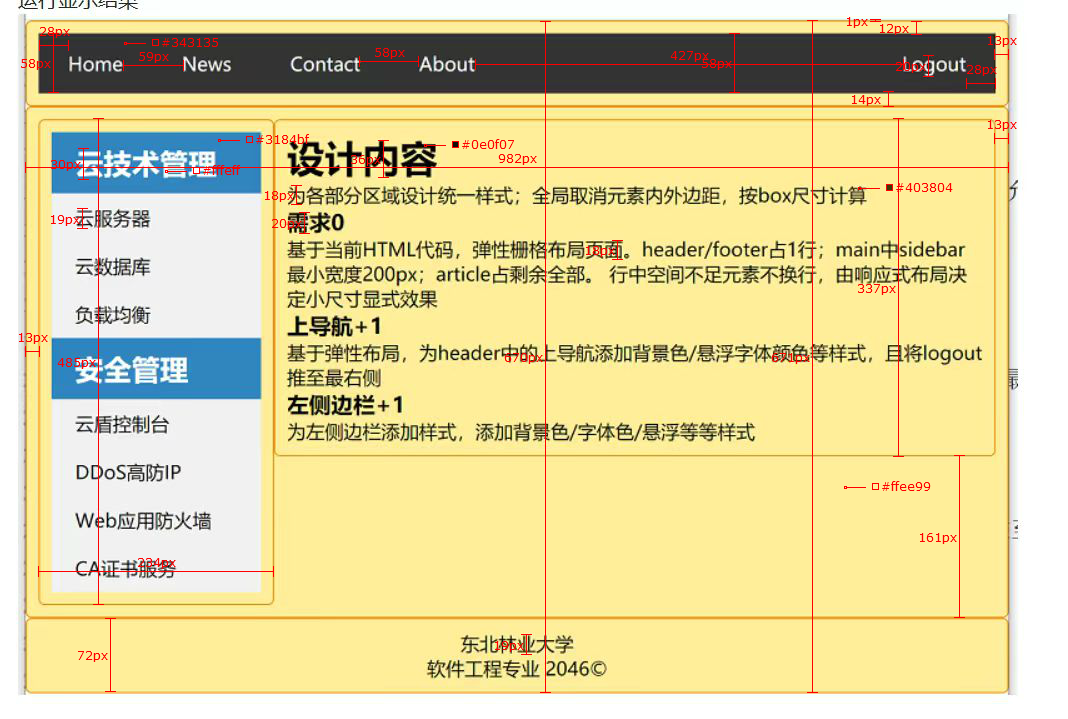 运行显示结果
28px
#343135
1px
12px
13px
58px
Home
59px
News
Contact
58px
About
427px
58px
Logout
28px
14px
13px
#3184bf
30px
云技术管理
#ffffff
设计内容
36px
#0e0f07
982px
18px
为各部分区域设计统一样式；全局取消元素内外边距，按box尺寸计算
#403804
19px
云服务器
需求0
基于当前HTML代码，弹性栅格布局页面。header/footer占1行；main中sidebar
18px
云数据库
最小宽度200px；article占剩余全部。 行中空间不足元素不换行，由响应式布局决
337px
定小尺寸显式效果
负载均衡
上导航+1
13px
485px
安全管理
基于弹性布局，为header中的上导航添加背景色/悬浮字体颜色等样式，且将logout
推至最右侧
左侧边栏+1
云盾控制台
为左侧边栏添加样式，添加背景色/字体色/悬浮等等样式
DDoS高防IP
#ffee99
Web应用防火墙
161px
CA证书服务
234px
72px
东北林业大学
软件工程专业 2046©